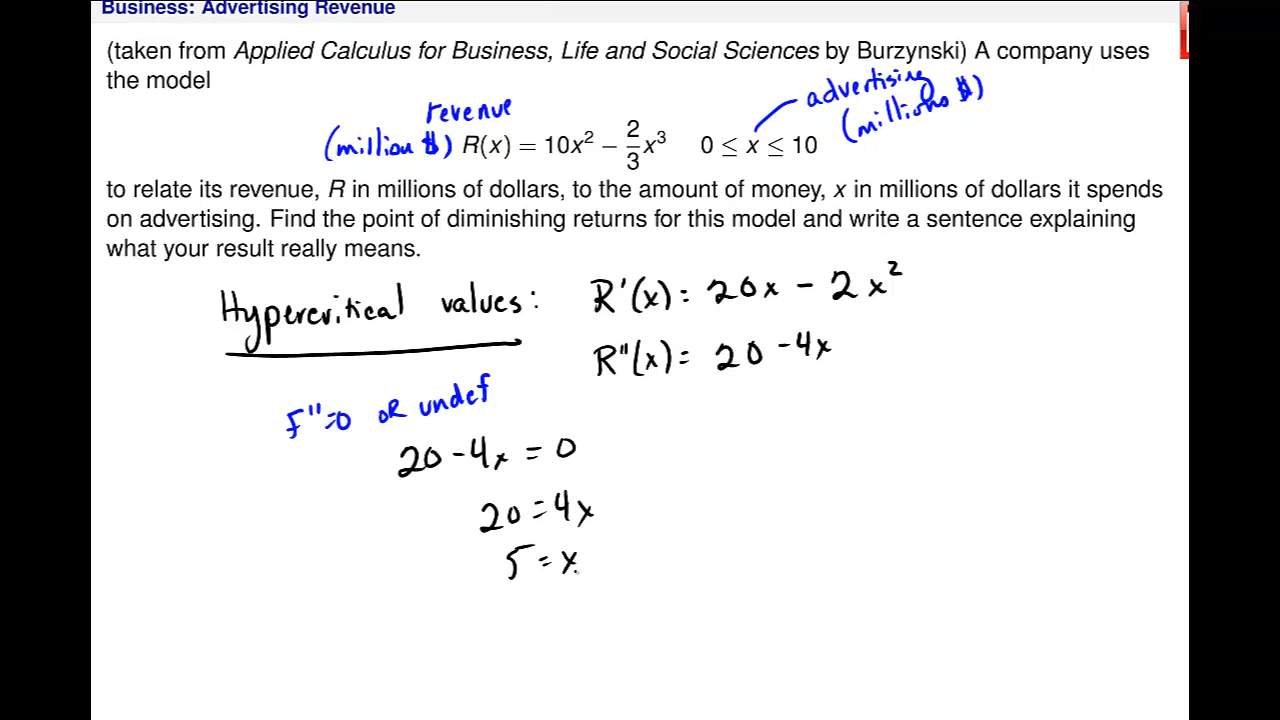 Business: Advertising Revenue
(taken from Applied Calculus for Business, Life and Social Sciences by Burzynski) A company uses
the model
revenue
advertising
(million $) R(x) = 10x² − 2/3 x³ 0 ≤ x ≤ 10
(millions $)
to relate its revenue, R in millions of dollars, to the amount of money, x in millions of dollars it spends
on advertising. Find the point of diminishing returns for this model and write a sentence explaining
what your result really means.
Hypercritical values: R'(x) = 20x − 2x²
R"(x) = 20 − 4x
F"=0 OR undef
20 − 4x = 0
20 = 4x
5 = x